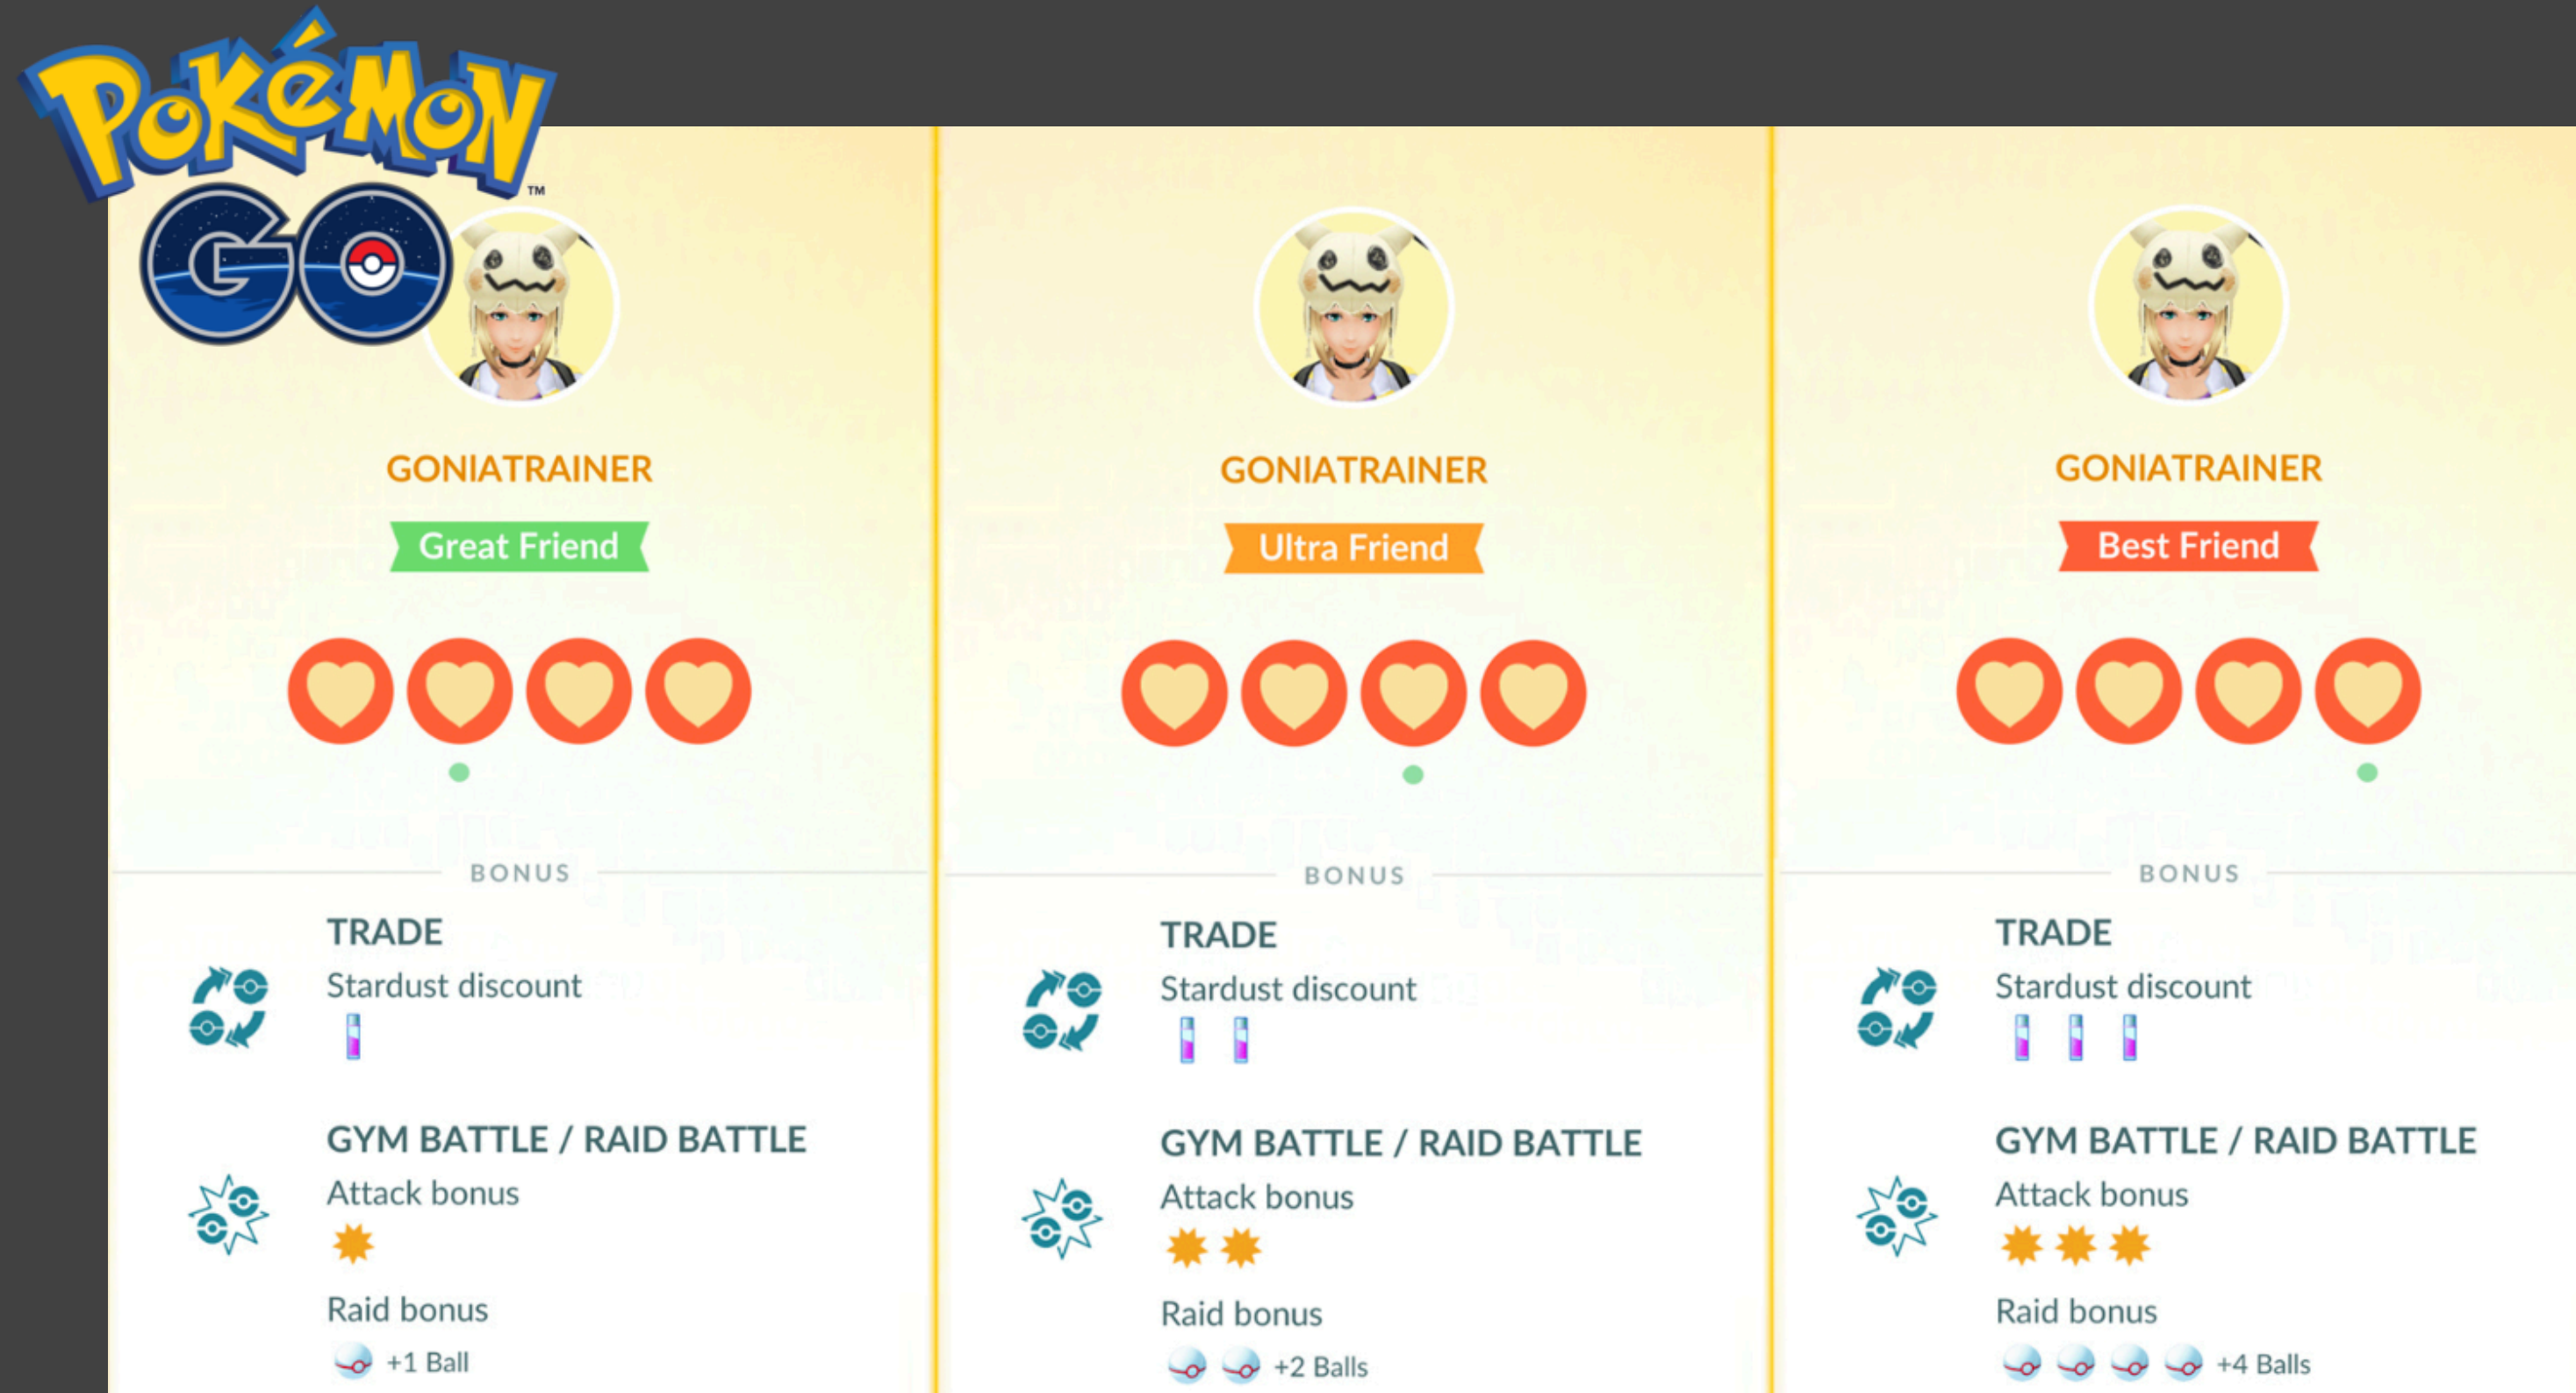 POKéMON
GO
TM
GONIATRAINER
Great Friend
BONUS
TRADE
Stardust discount
GYM BATTLE / RAID BATTLE
Attack bonus
Raid bonus
+1 Ball
GONIATRAINER
Ultra Friend
BONUS
TRADE
Stardust discount
GYM BATTLE / RAID BATTLE
Attack bonus
Raid bonus
+2 Balls
GONIATRAINER
Best Friend
BONUS
TRADE
Stardust discount
GYM BATTLE / RAID BATTLE
Attack bonus
Raid bonus
+4 Balls